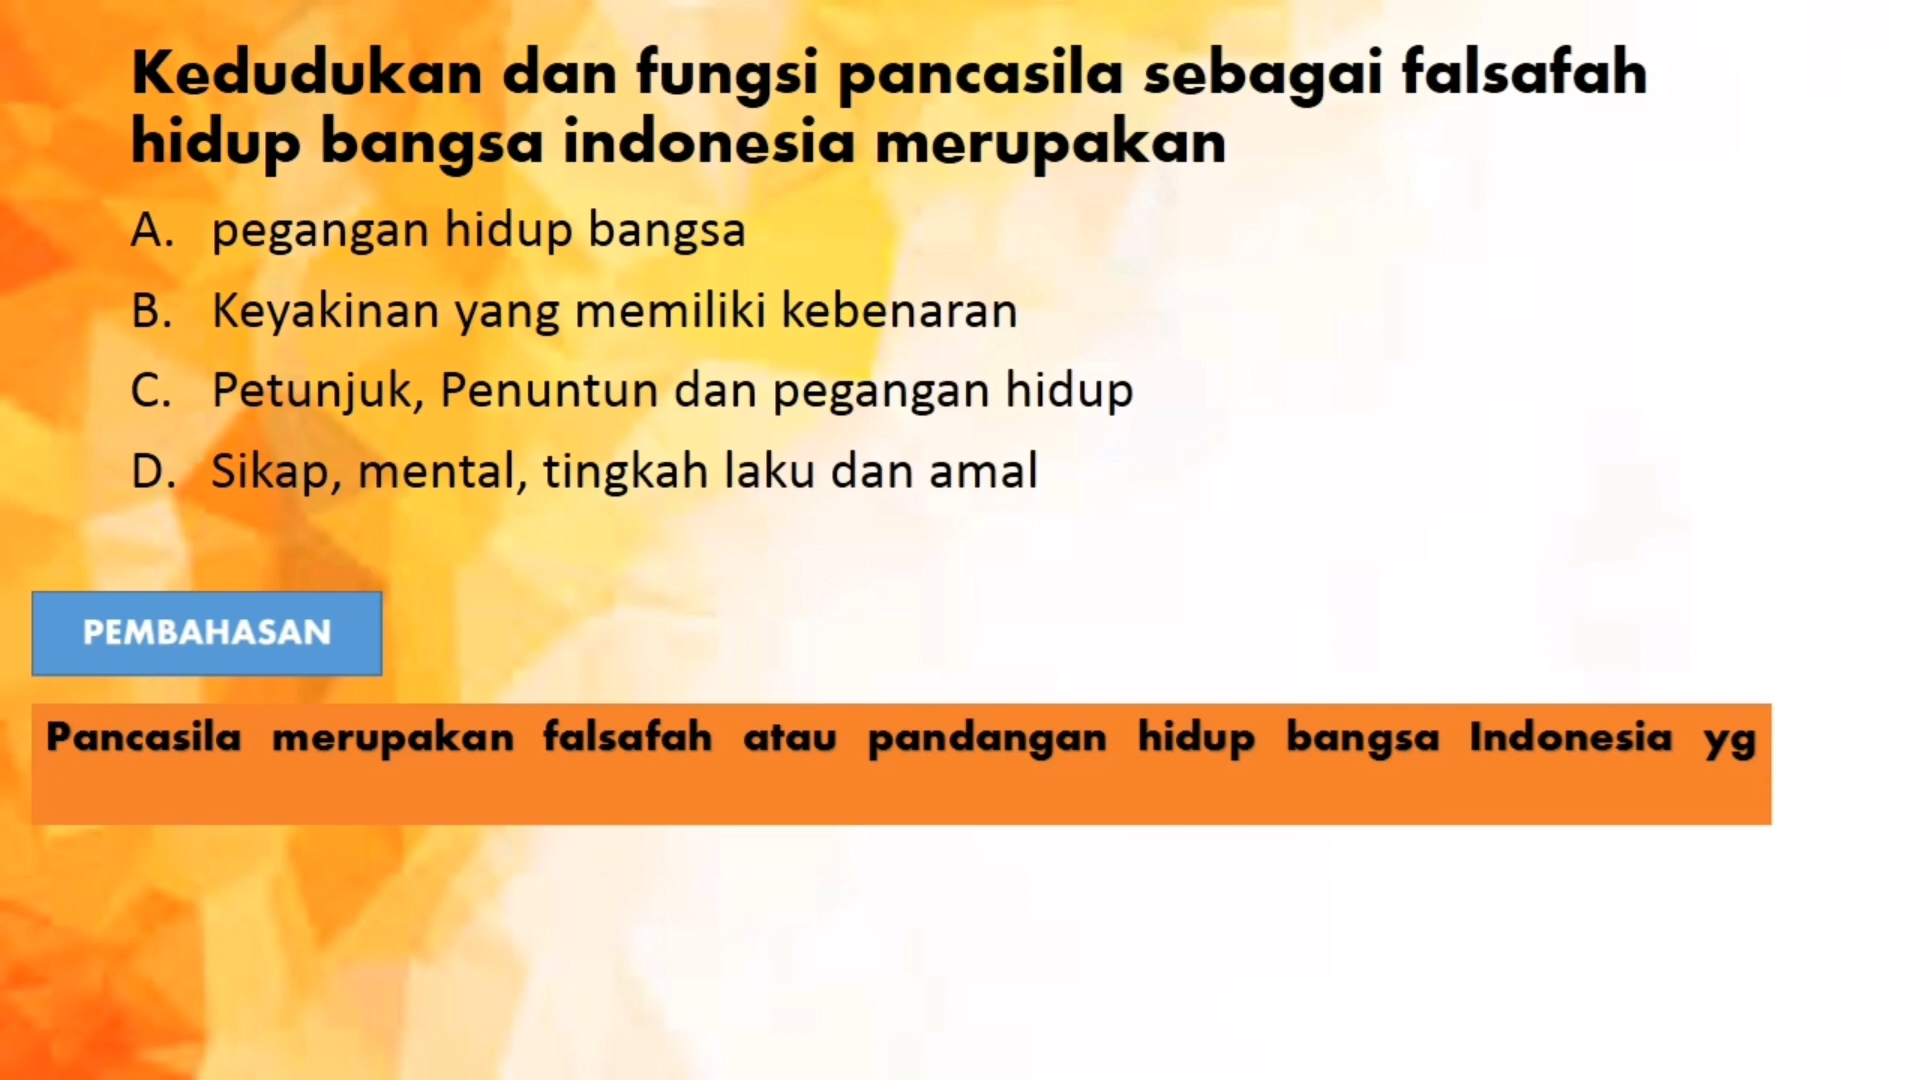 Kedudukan dan fungsi pancasila sebagai falsafah
hidup bangsa indonesia merupakan
A. pegangan hidup bangsa
B. Keyakinan yang memiliki kebenaran
C. Petunjuk, Penuntun dan pegangan hidup
D. Sikap, mental, tingkah laku dan amal
PEMBAHASAN
Pancasila merupakan falsafah atau pandangan hidup bangsa Indonesia yg